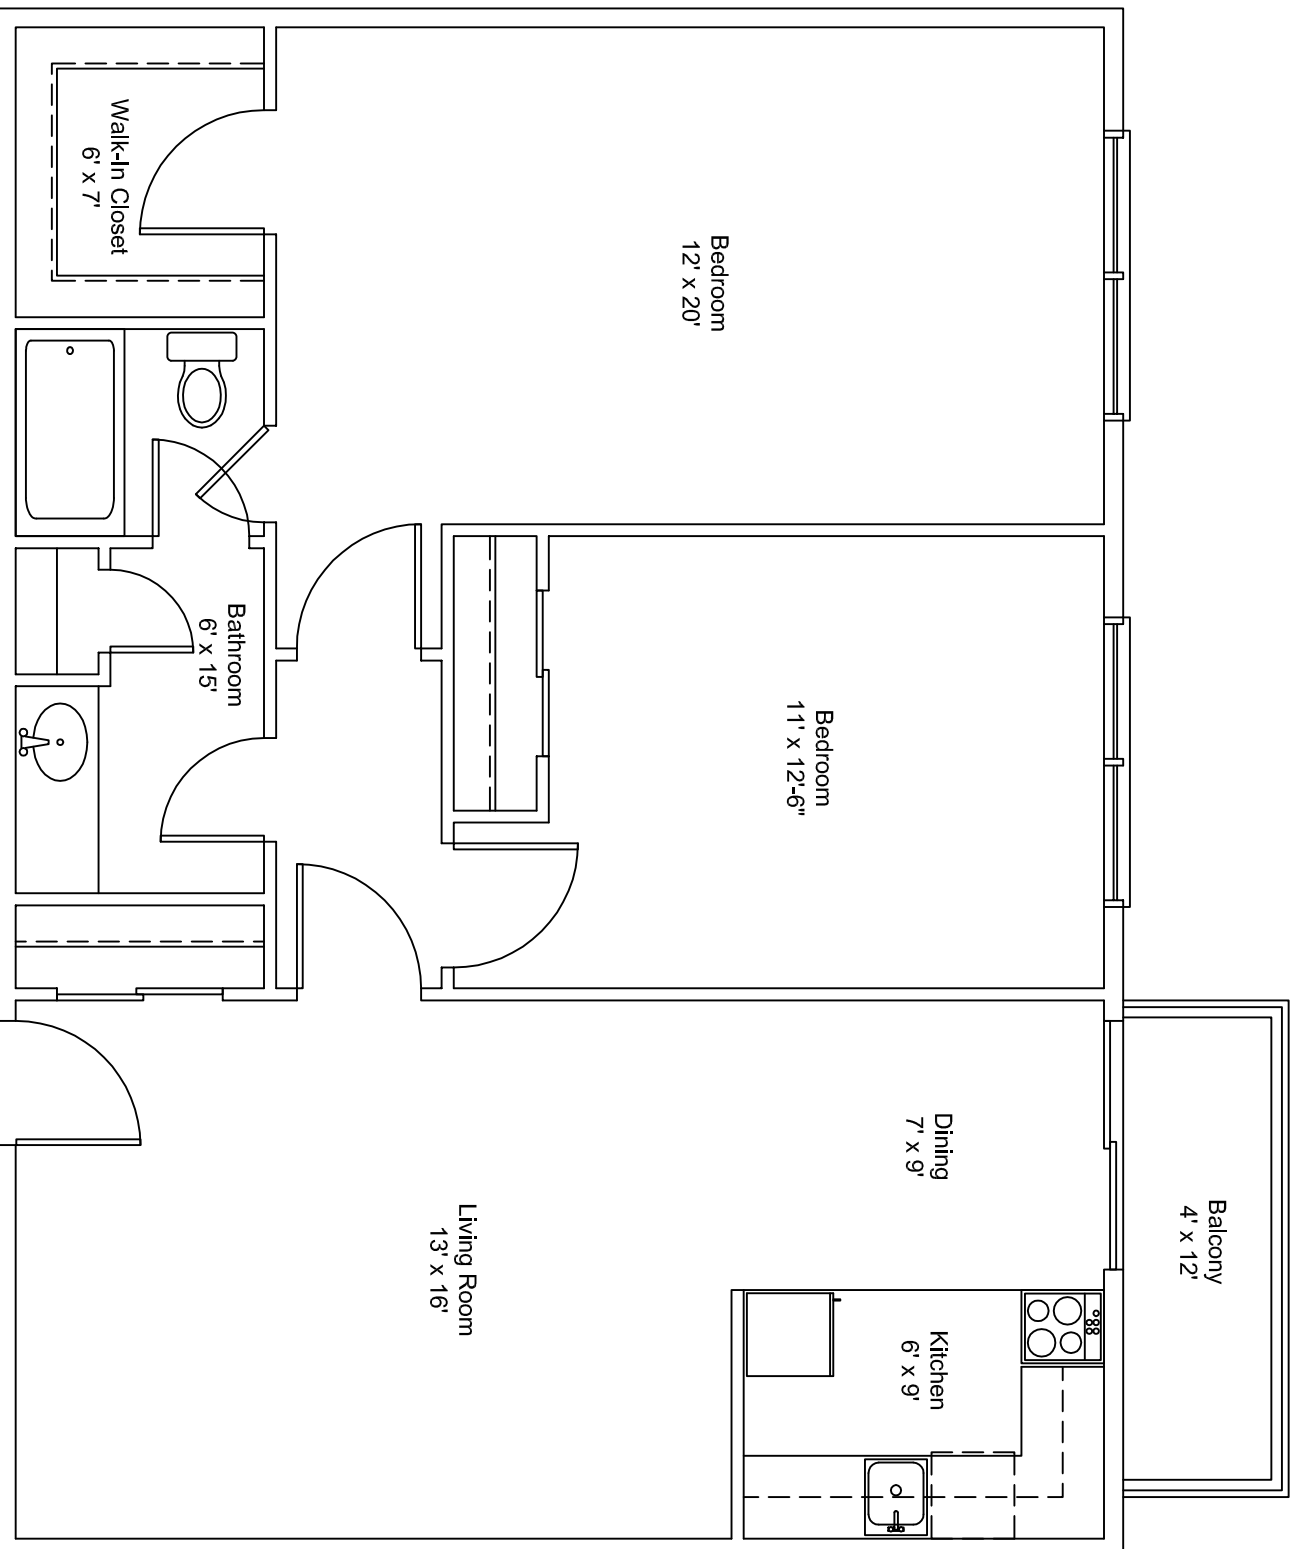 Walk-In Closet
6' x 7'
Bedroom
12' x 20'
Bathroom
6' x 15'
Bedroom
11' x 12'-6"
Living Room
13' x 16'
Dining
7' x 9'
Kitchen
6' x 9'
Balcony
4' x 12'